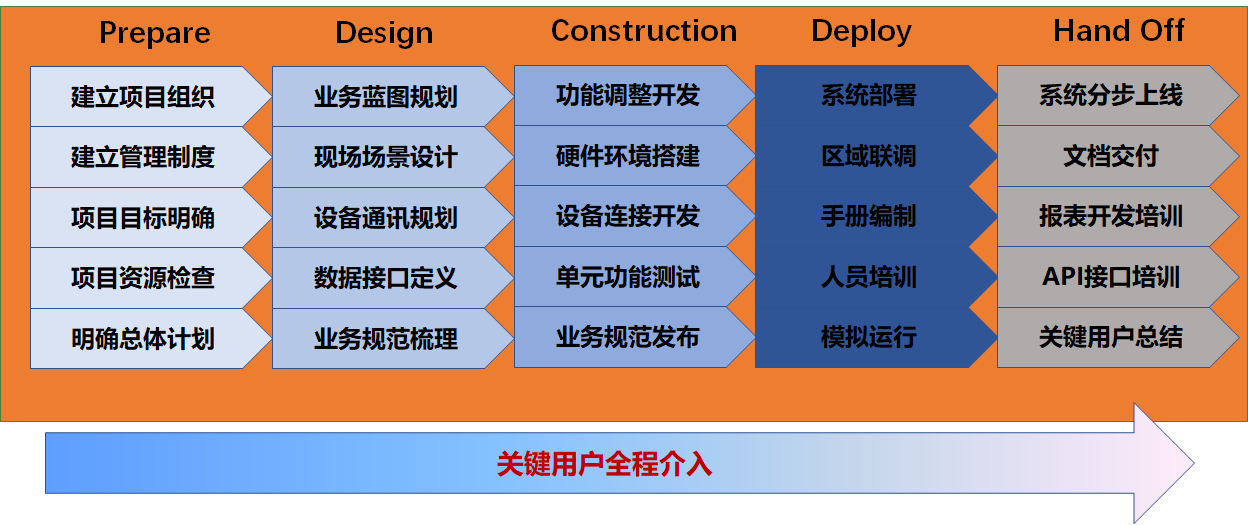 Prepare Design Construction Deploy Hand Off
建立项目组织 业务蓝图规划 功能调整开发 系统部署 系统分步上线
建立管理制度 现场场景设计 硬件环境搭建 区域联调 文档交付
项目目标明确 设备通讯规划 设备连接开发 手册编制 报表开发培训
项目资源检查 数据接口定义 单元功能测试 人员培训 API接口培训
明确总体计划 业务规范梳理 业务规范发布 模拟运行 关键用户总结
关键用户全程介入